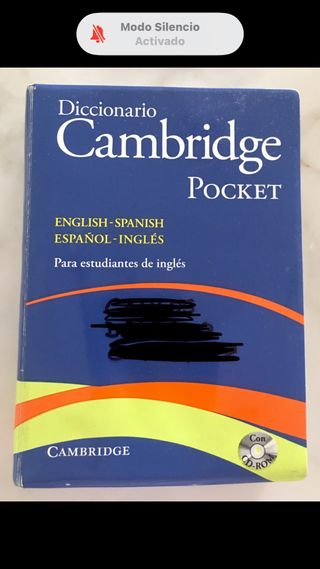 Modo Silencio
Activado
Diccionario
Cambridge
POCKET
ENGLISH-SPANISH
ESPAÑOL-INGLÉS
Para estudiantes de inglés
CAMBRIDGE
Con
CD-ROM